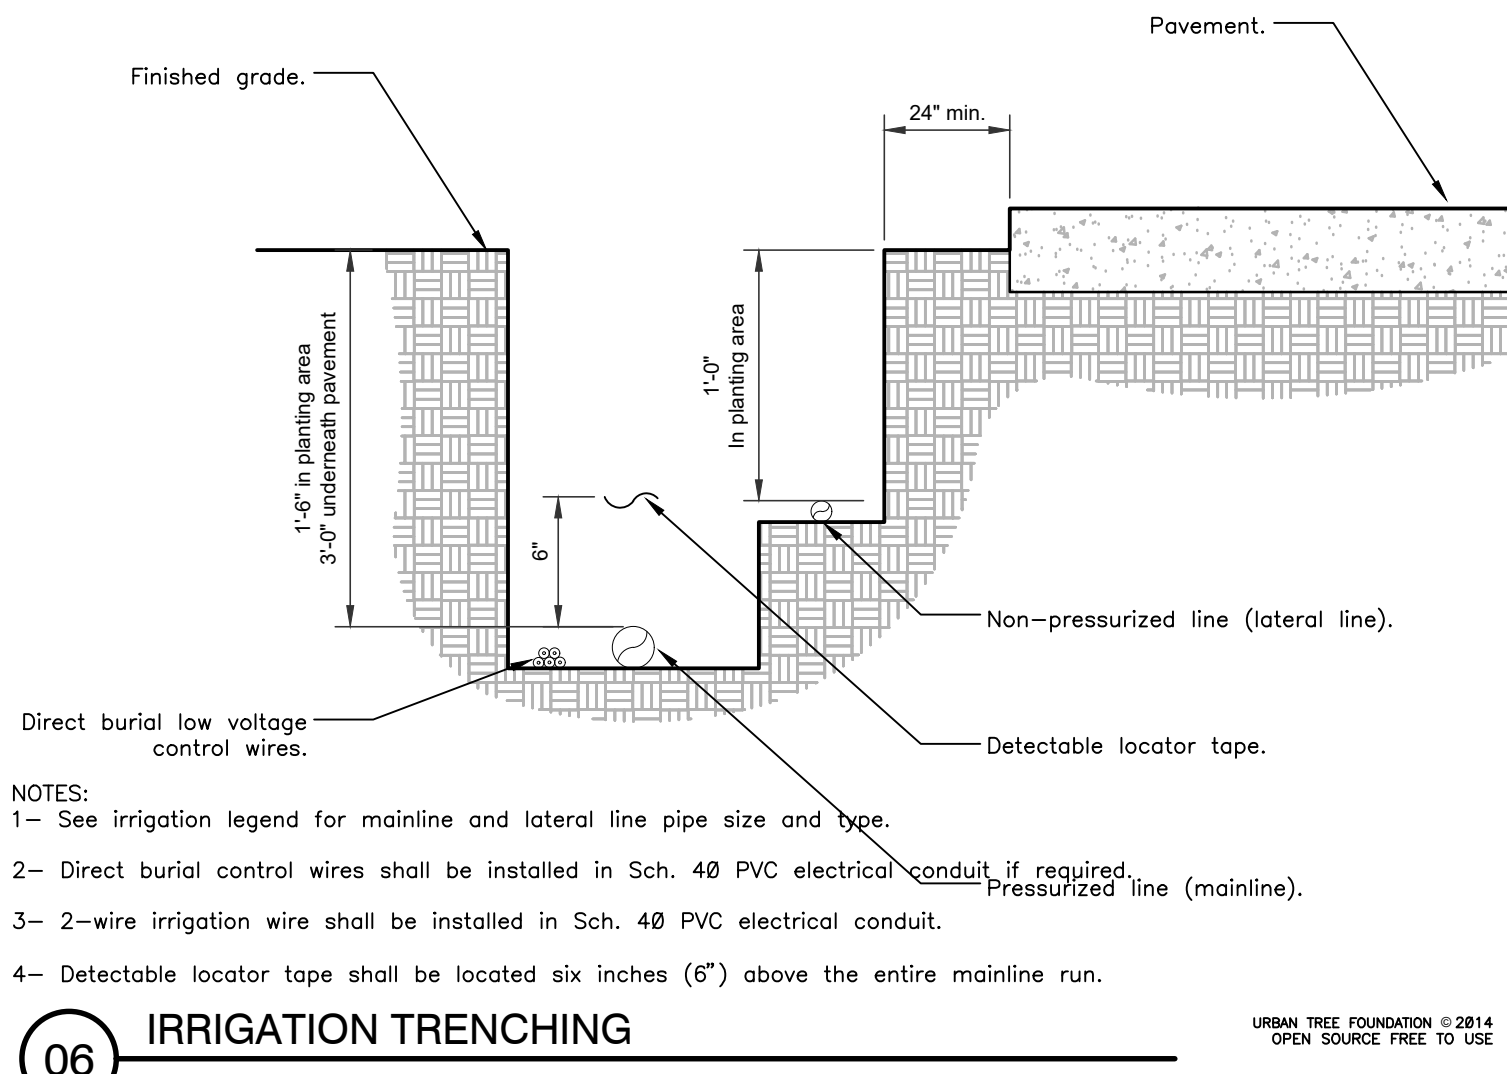 Pavement.
Finished grade.
24" min.
1'-6" in planting area
3'-0" underneath pavement
1'-0"
In planting area
6"
Non-pressurized line (lateral line).
Direct burial low voltage
control wires.
Detectable locator tape.
NOTES:
1- See irrigation legend for mainline and lateral line pipe size and type.
2- Direct burial control wires shall be installed in Sch. 40 PVC electrical conduit if required.
Pressurized line (mainline).
3- 2-wire irrigation wire shall be installed in Sch. 40 PVC electrical conduit.
4- Detectable locator tape shall be located six inches (6") above the entire mainline run.
06
IRRIGATION TRENCHING
URBAN TREE FOUNDATION © 2014
OPEN SOURCE FREE TO USE